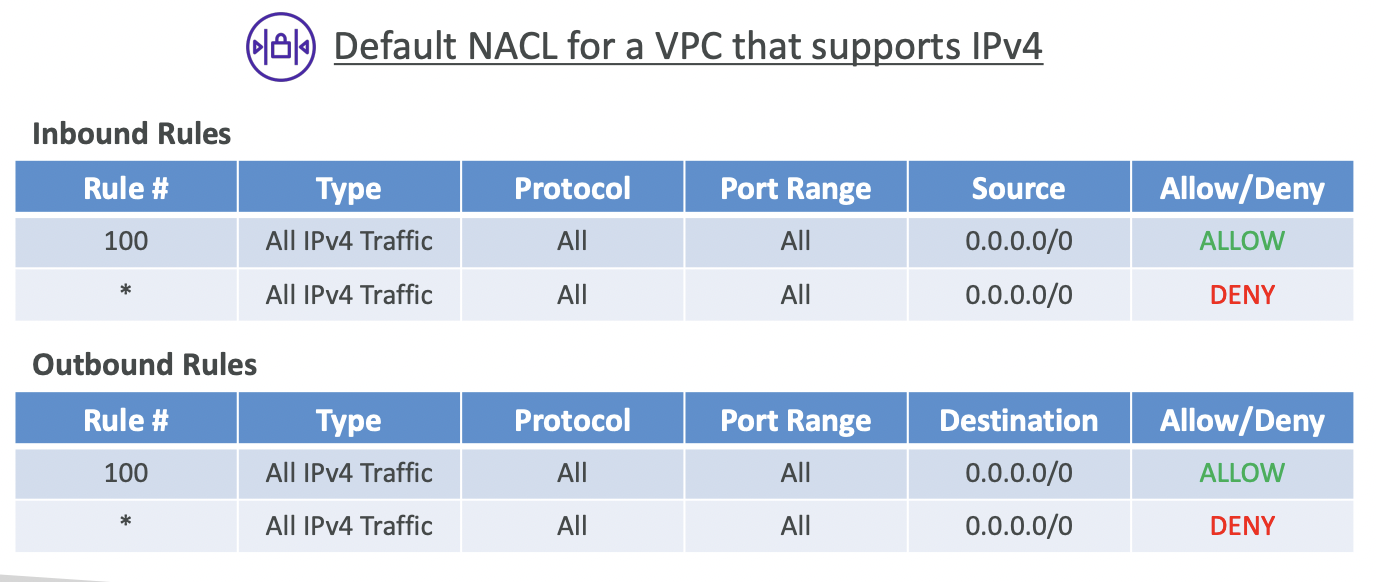 Default NACL for a VPC that supports IPv4
Inbound Rules
Rule # Type Protocol Port Range Source Allow/Deny
100 All IPv4 Traffic All All 0.0.0.0/0 ALLOW
* All IPv4 Traffic All All 0.0.0.0/0 DENY
Outbound Rules
Rule # Type Protocol Port Range Destination Allow/Deny
100 All IPv4 Traffic All All 0.0.0.0/0 ALLOW
* All IPv4 Traffic All All 0.0.0.0/0 DENY